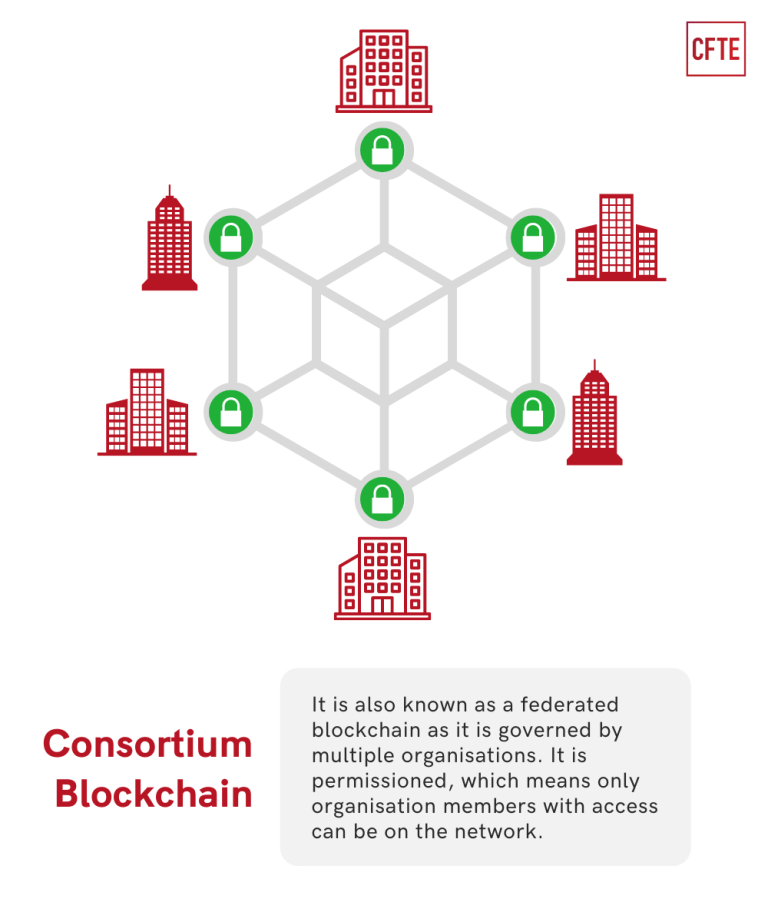 CFTE
Consortium
Blockchain
It is also known as a federated
blockchain as it is governed by
multiple organisations. It is
permissioned, which means only
organisation members with access
can be on the network.